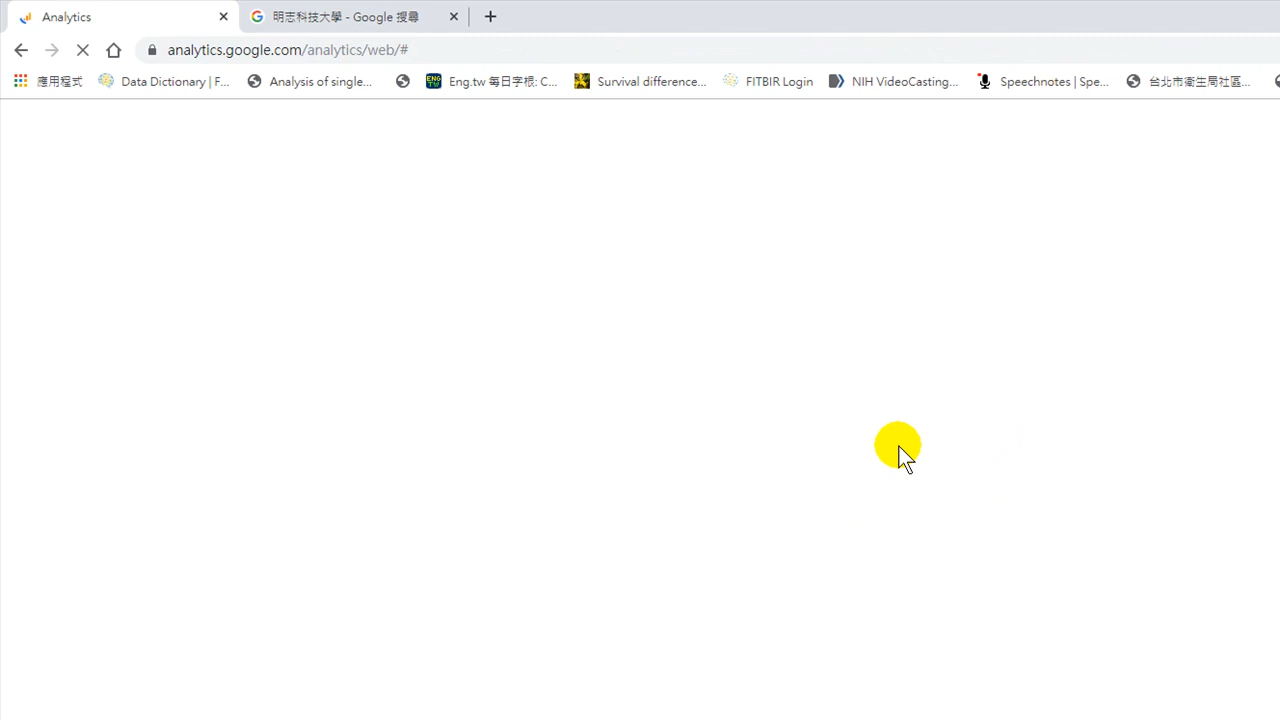 Analytics
明志科技大學 - Google 搜尋
analytics.google.com/analytics/web/#
應用程式 Data Dictionary | F... Analysis of single... ENG TW Eng.tw 每日字根: C... Survival difference... FITBIR Login NIH VideoCasting... Speechnotes | Spe... 台北市衛生局社區...